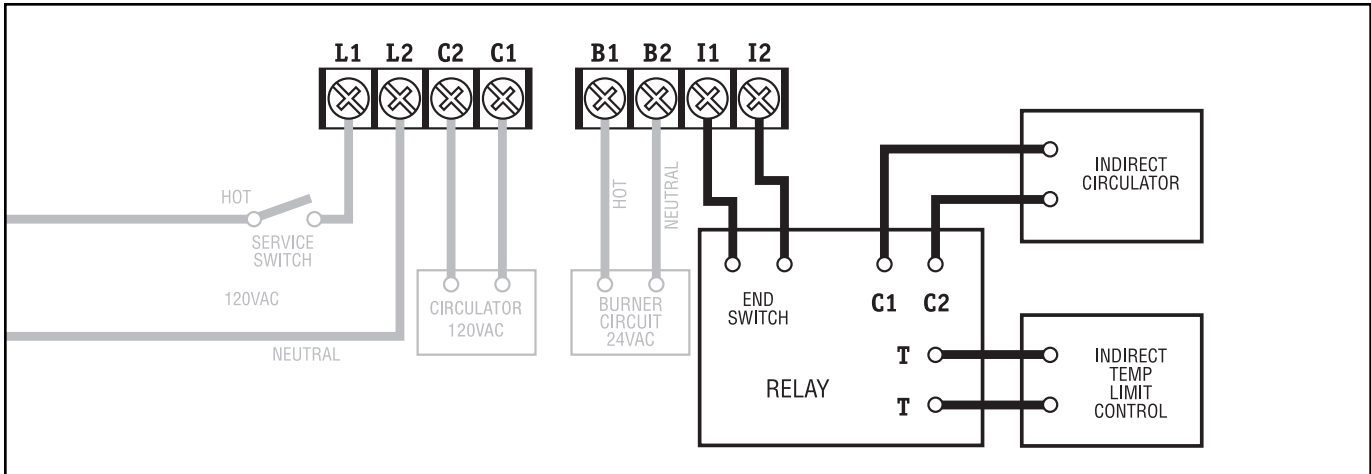 L1 L2 C2 C1 B1 B2 I1 I2
HOT
SERVICE
SWITCH
120VAC
NEUTRAL
CIRCULATOR
120VAC
HOT
NEUTRAL
BURNER
CIRCUIT
24VAC
END
SWITCH
C1 C2
T
T
RELAY
INDIRECT
CIRCULATOR
INDIRECT
TEMP
LIMIT
CONTROL